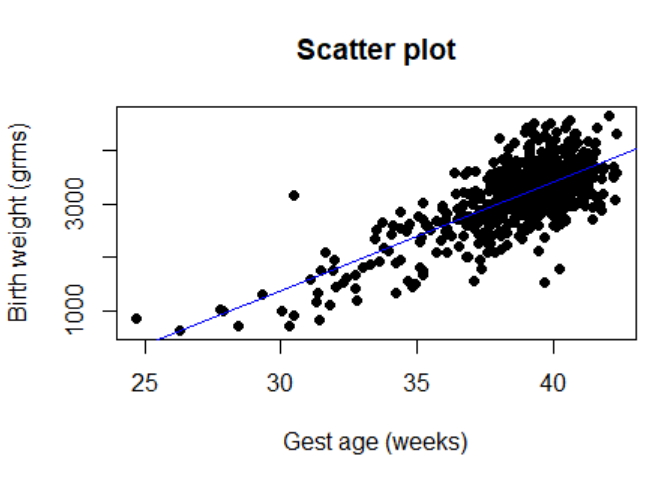 Scatter plot
Birth weight (grms)
3000
1000
25 30 35 40
Gest age (weeks)